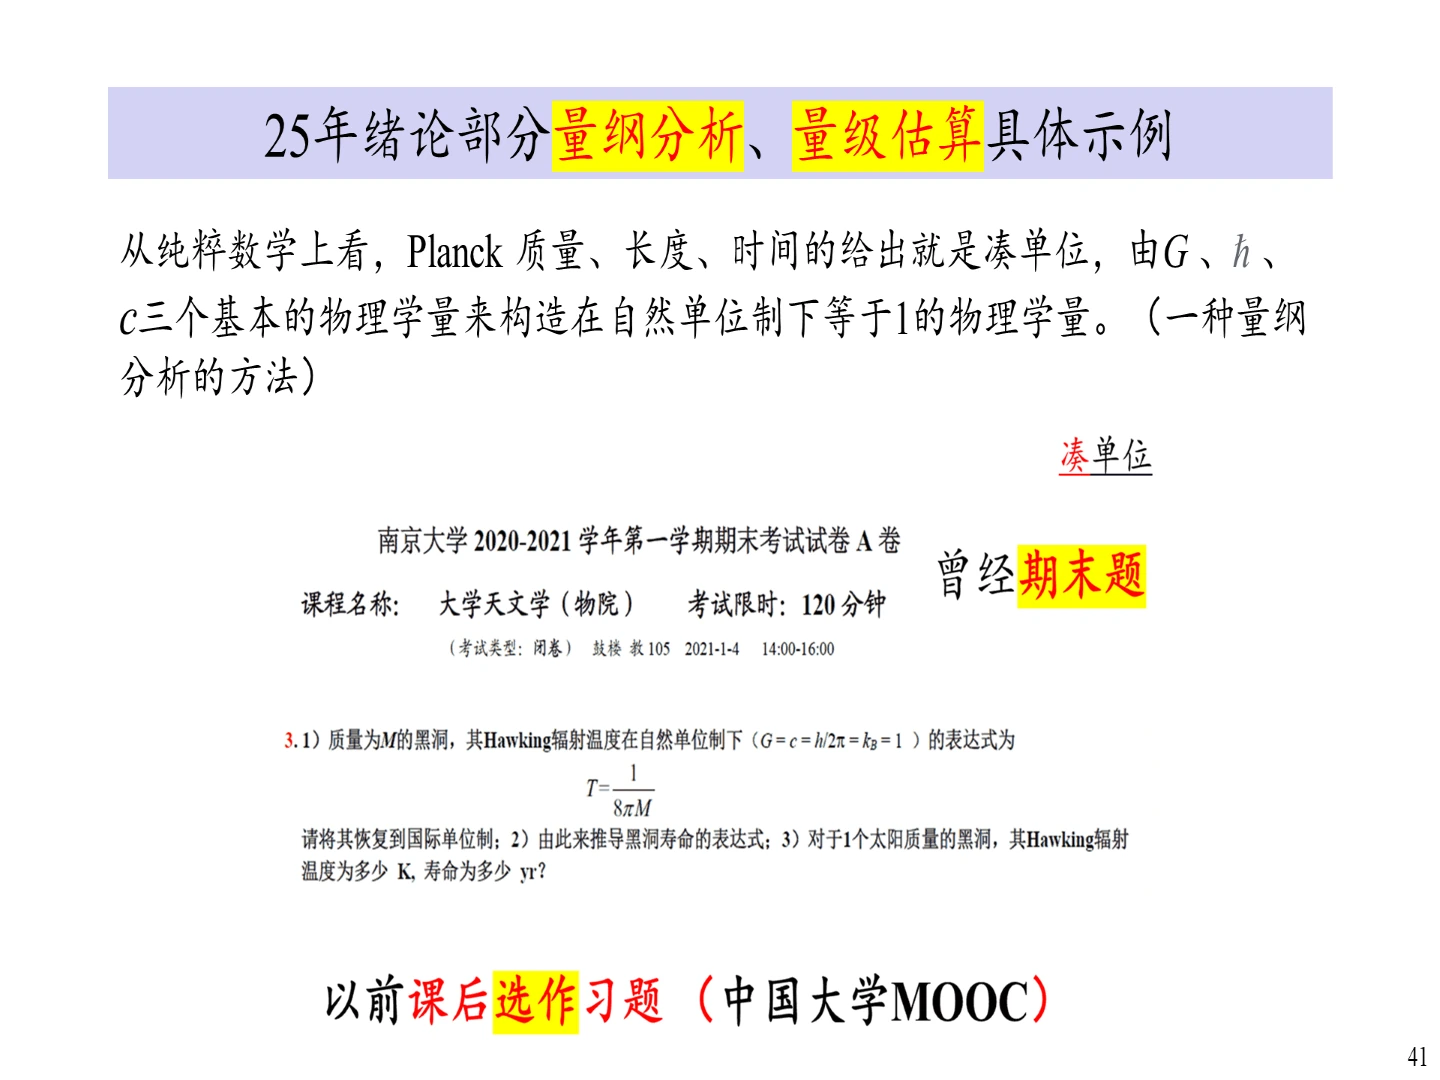 25年绪论部分量纲分析、量级估算具体示例
从纯粹数学上看，Planck 质量、长度、时间的给出就是凑单位，由G 、ħ 、
c三个基本的物理学量来构造在自然单位制下等于1的物理学量。（一种量纲
分析的方法）
凑单位
南京大学 2020-2021 学年第一学期期末考试试卷 A 卷
曾经期末题
课程名称： 大学天文学（物院） 考试限时：120 分钟
（考试类型：闭卷） 鼓楼 教 105 2021-1-4 14:00-16:00
3. 1）质量为M的黑洞，其Hawking辐射温度在自然单位制下（G = c = h/2π = k_B = 1 ）的表达式为
T= 1/8πM
请将其恢复到国际单位制；2）由此来推导黑洞寿命的表达式；3）对于1个太阳质量的黑洞，其Hawking辐射
温度为多少 K, 寿命为多少 yr？
以前课后选作习题（中国大学MOOC）
41